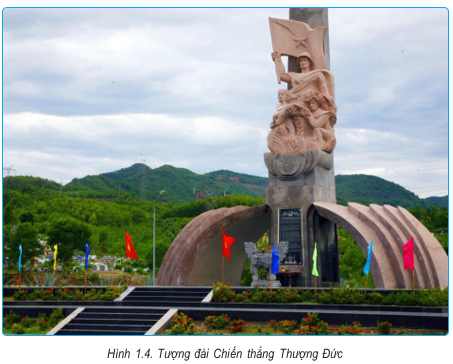 Hình 1.4. Tượng đài Chiến thắng Thượng Đức